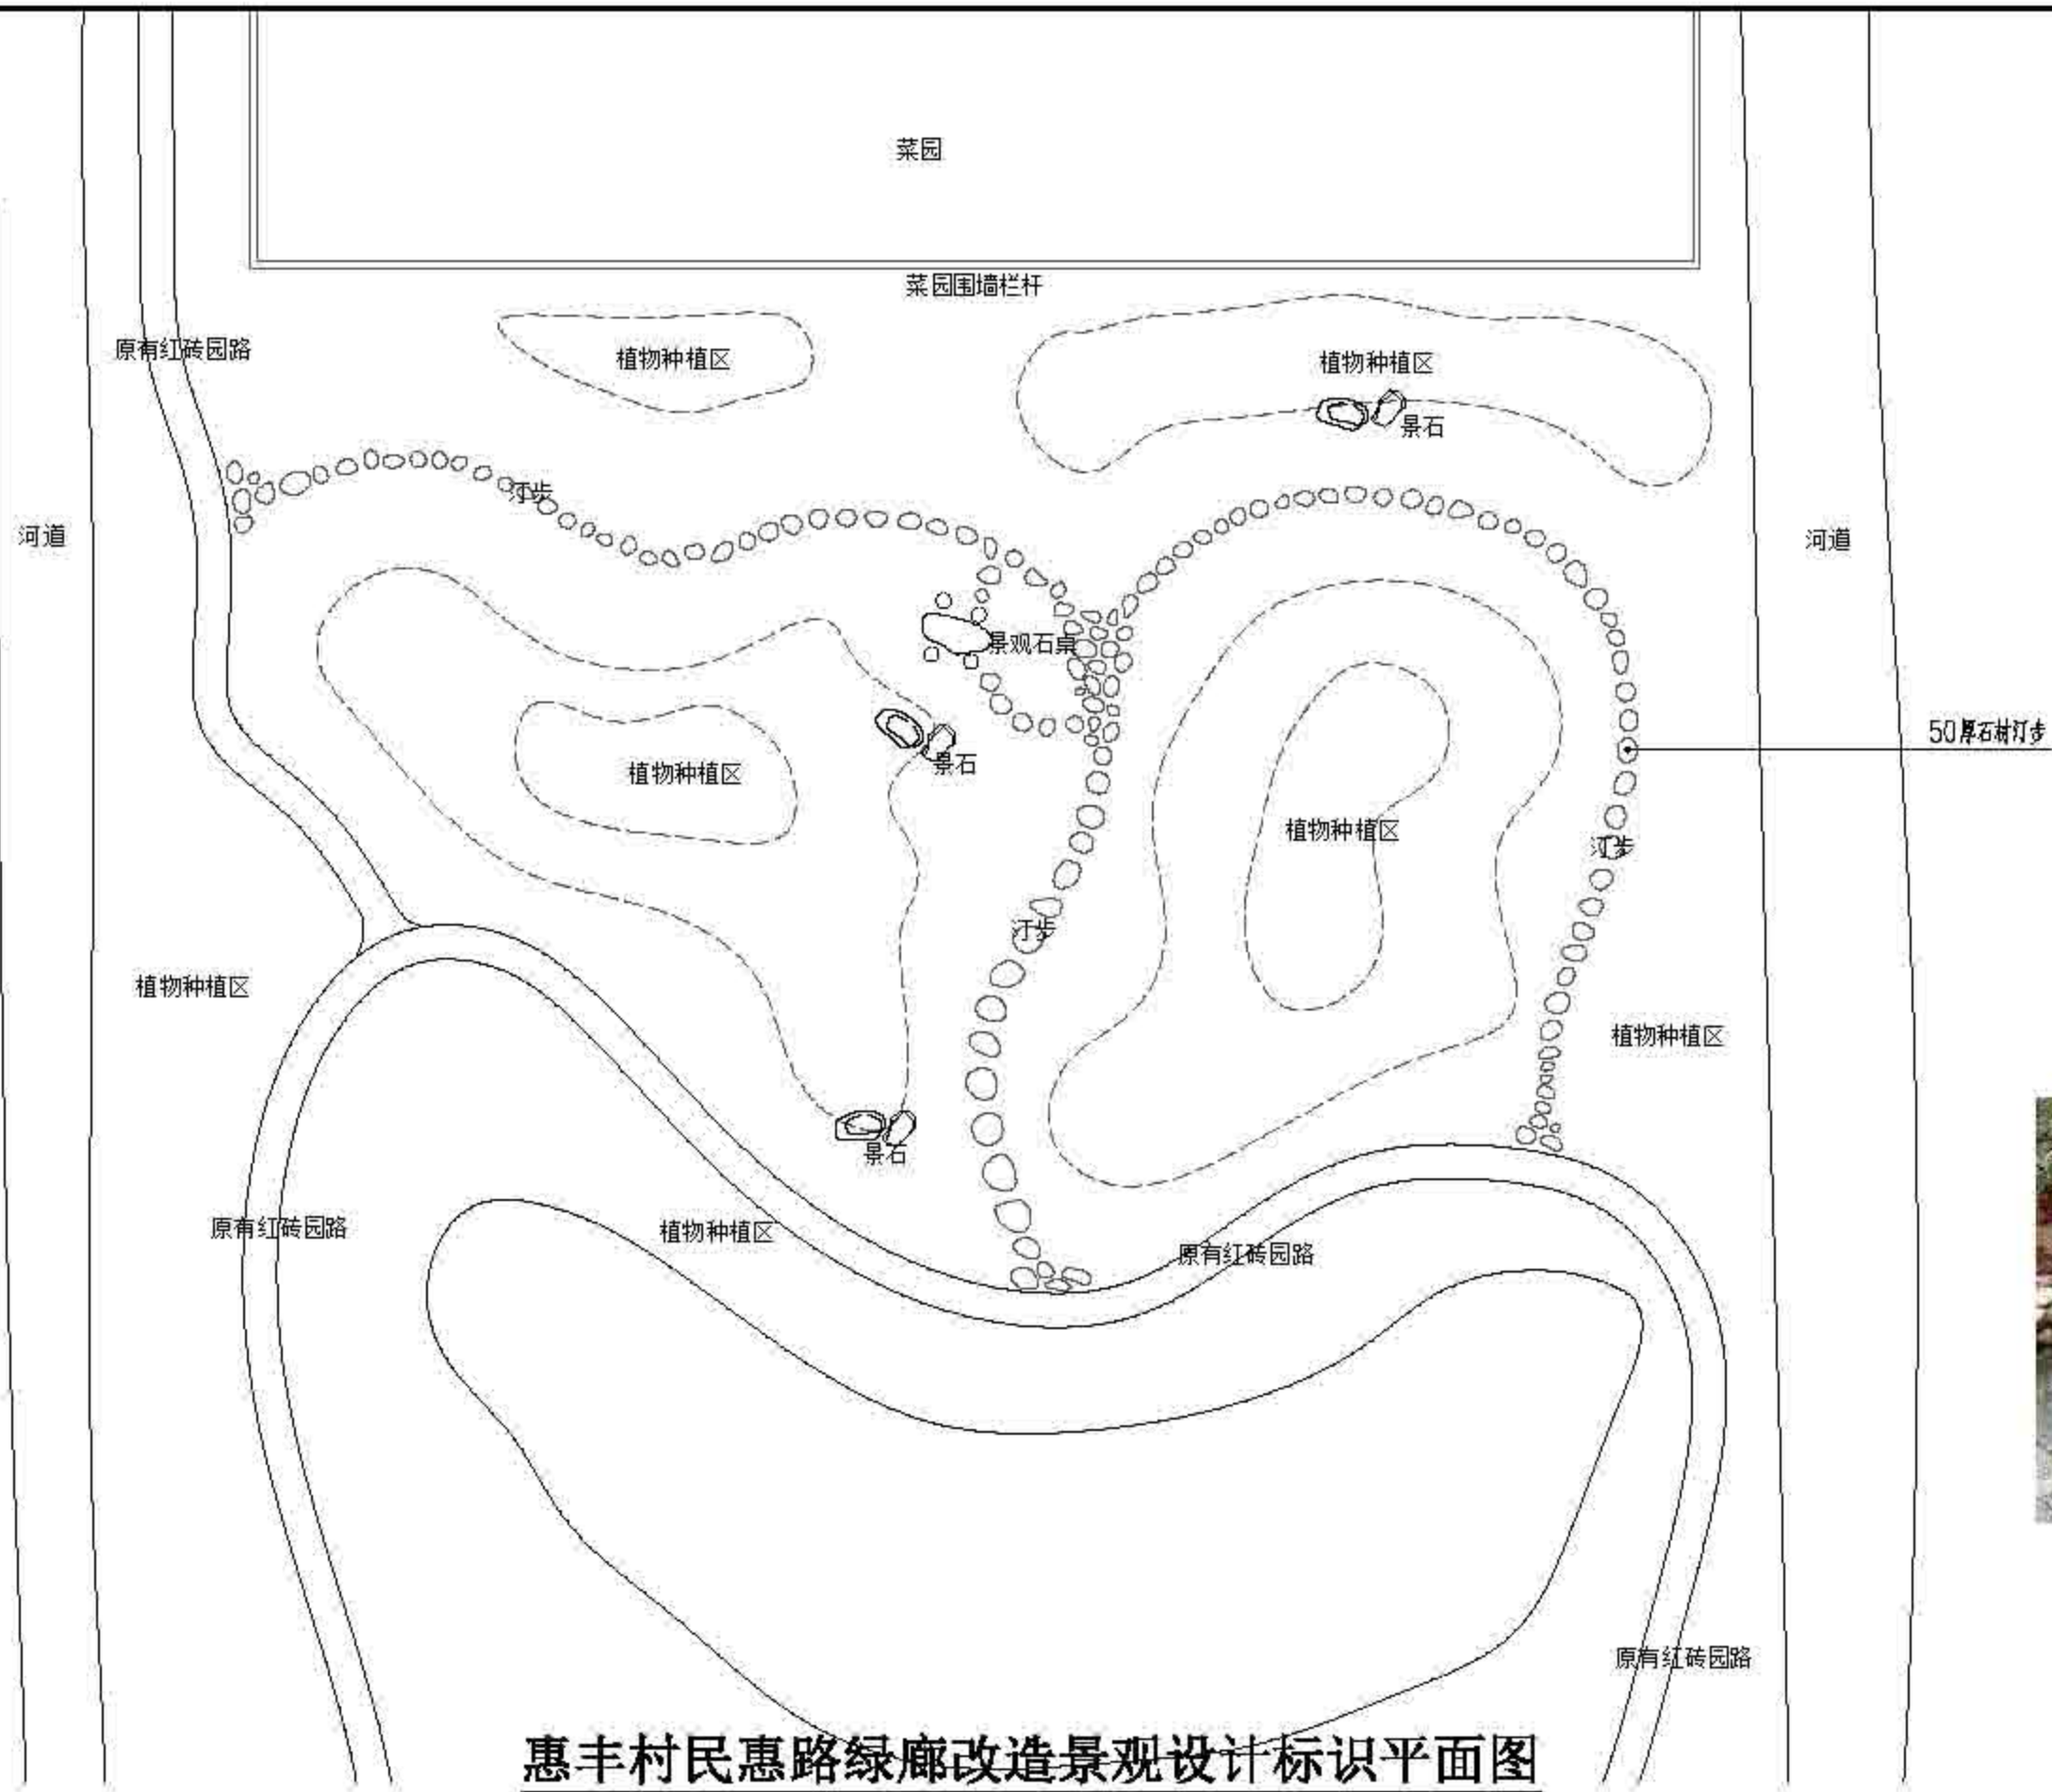 菜园
菜园围墙栏杆
原有红砖园路
植物种植区
植物种植区
景石
汀步
河道
河道
景观石桌
50厚石材汀步
景石
植物种植区
植物种植区
汀步
汀步
植物种植区
植物种植区
景石
原有红砖园路
植物种植区
原有红砖园路
原有红砖园路
惠丰村民惠路绿廊改造景观设计标识平面图